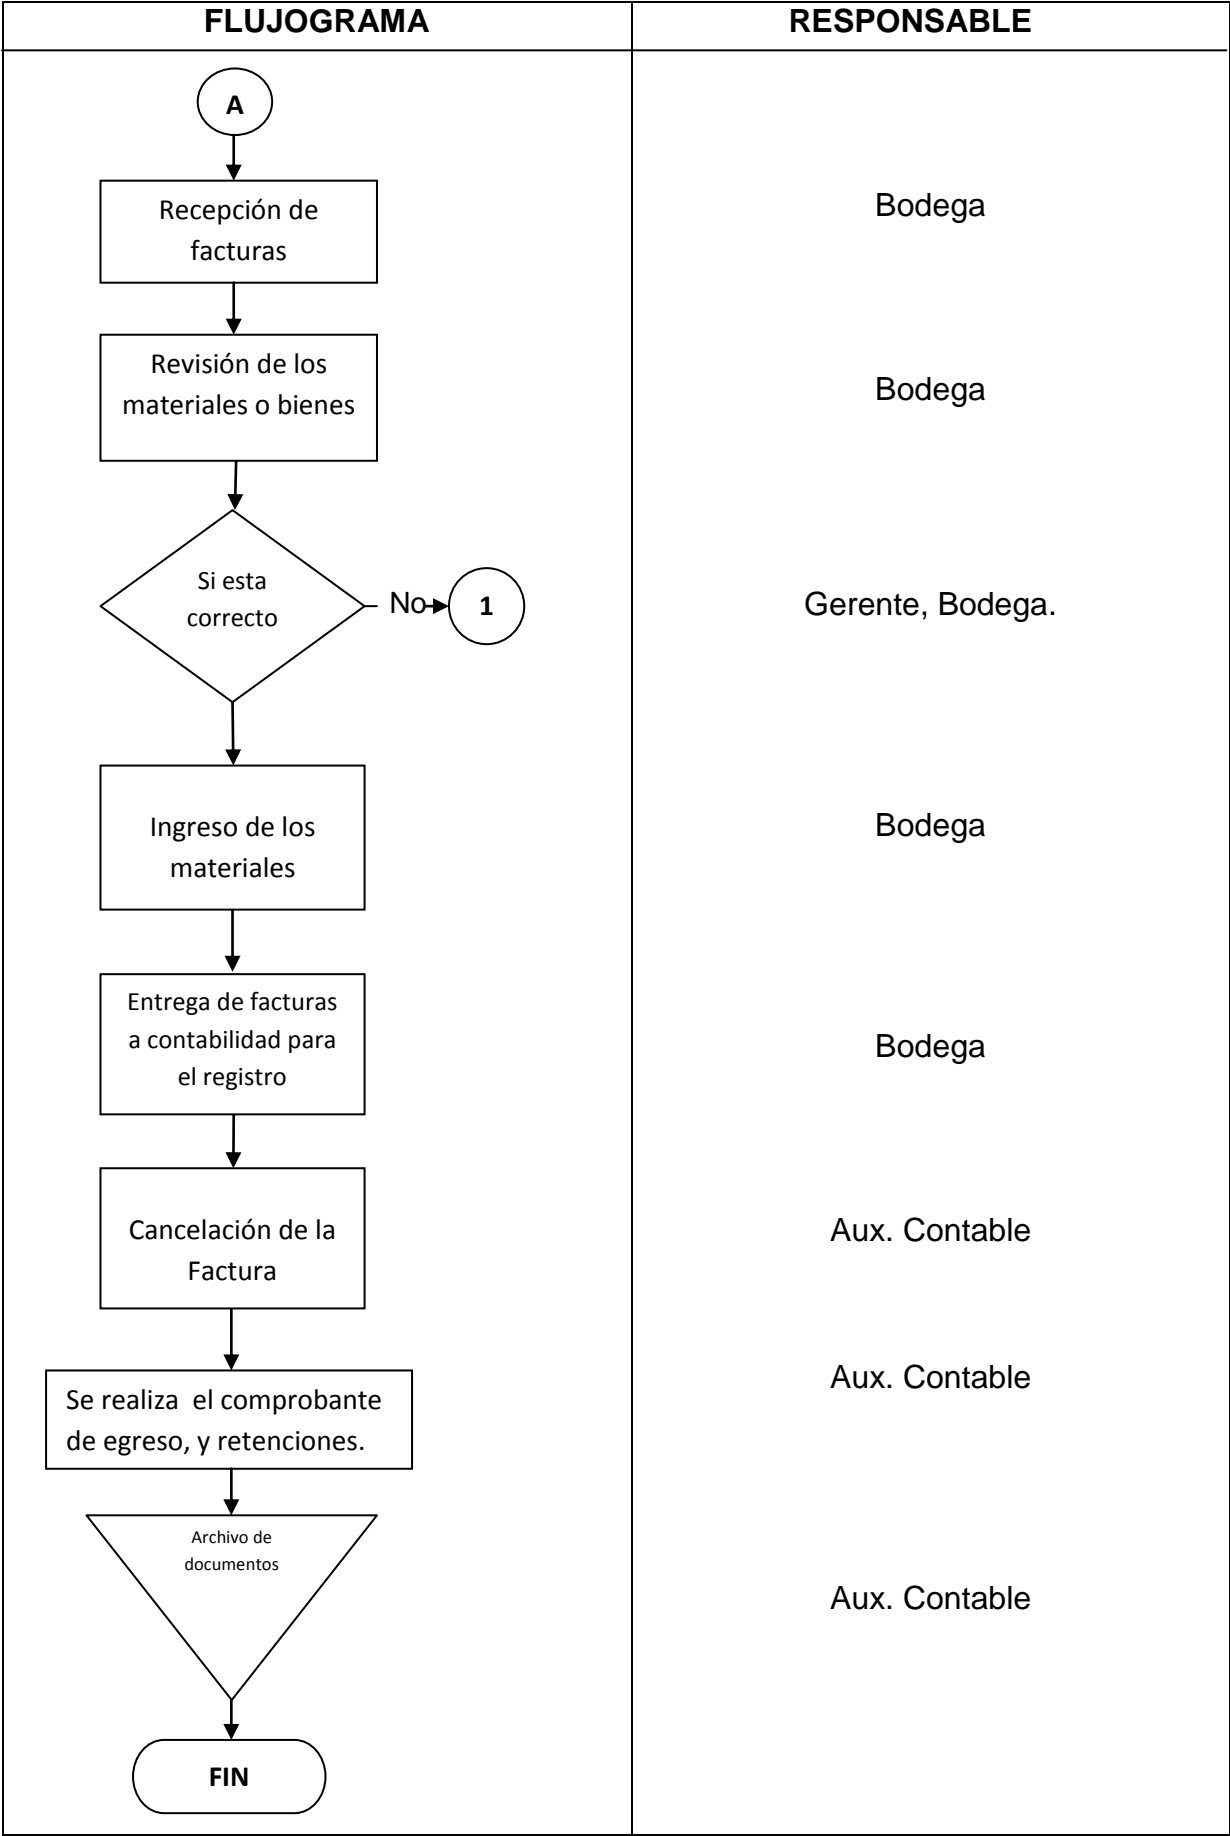 FLUJOGRAMA
RESPONSABLE
A
Recepción de
facturas
Bodega
Revisión de los
materiales o bienes
Bodega
Si esta
correcto
No
1
Gerente, Bodega.
Ingreso de los
materiales
Bodega
Entrega de facturas
a contabilidad para
el registro
Bodega
Cancelación de la
Factura
Aux. Contable
Se realiza  el comprobante
de egreso, y retenciones.
Aux. Contable
Archivo de
documentos
Aux. Contable
FIN